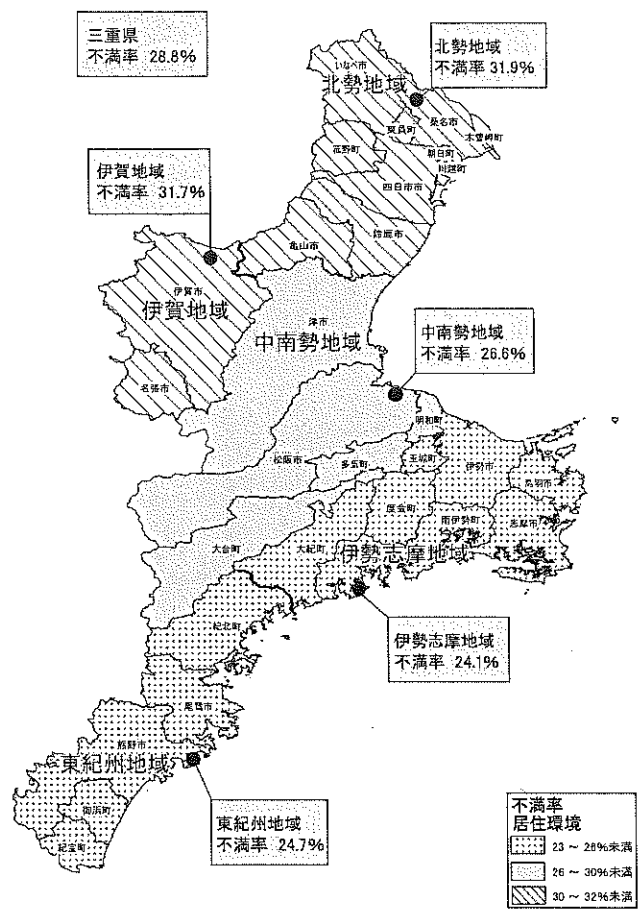 三重県
不満率 28.8%
北勢地域
不満率 31.9%
いなべ市
北勢地域
東員町
桑名市
木曽岬町
菰野町
朝日町
川越町
四日市市
伊賀地域
不満率 31.7%
鈴鹿市
亀山市
伊賀市
伊賀地域
津市
中南勢地域
中南勢地域
不満率 26.6%
名張市
明和町
松阪市
多気町
玉城町
伊勢市
鳥羽市
度会町
南伊勢町
志摩市
大台町
大紀町
伊勢志摩地域
紀北町
伊勢志摩地域
不満率 24.1%
尾鷲市
熊野市
東紀州地域
御浜町
紀宝町
東紀州地域
不満率 24.7%
不満率
居住環境
23 ~ 26%未満
26 ~ 30%未満
30 ~ 32%未満